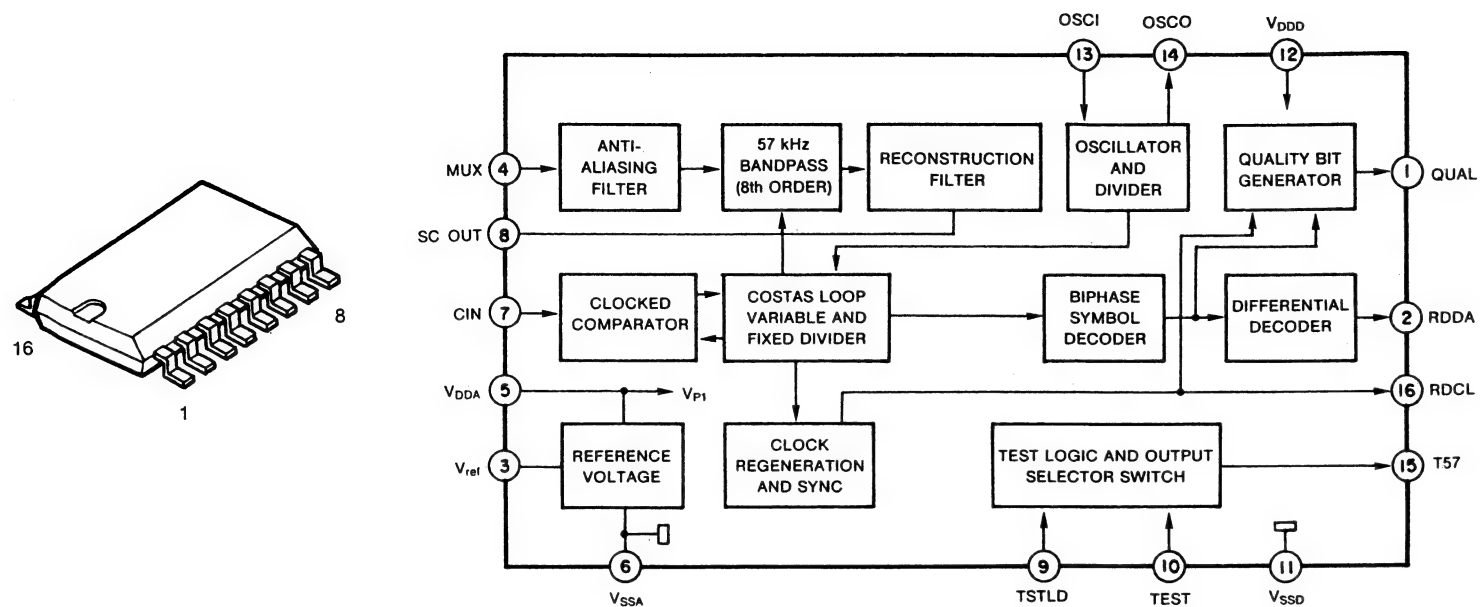 OSCI
OSCO
VDDD
13
14
12
MUX
4
ANTI-
ALIASING
FILTER
57 kHz
BANDPASS
(8th ORDER)
RECONSTRUCTION
FILTER
OSCILLATOR
AND
DIVIDER
QUALITY BIT
GENERATOR
1
QUAL
SC OUT
8
CIN
7
CLOCKED
COMPARATOR
COSTAS LOOP
VARIABLE AND
FIXED DIVIDER
BIPHASE
SYMBOL
DECODER
DIFFERENTIAL
DECODER
2
RDDA
VDDA
5
VP1
16
RDCL
Vref
3
REFERENCE
VOLTAGE
CLOCK
REGENERATION
AND SYNC
TEST LOGIC AND OUTPUT
SELECTOR SWITCH
15
T57
6
9
10
11
VSSA
TSTLD
TEST
VSSD
16
8
1